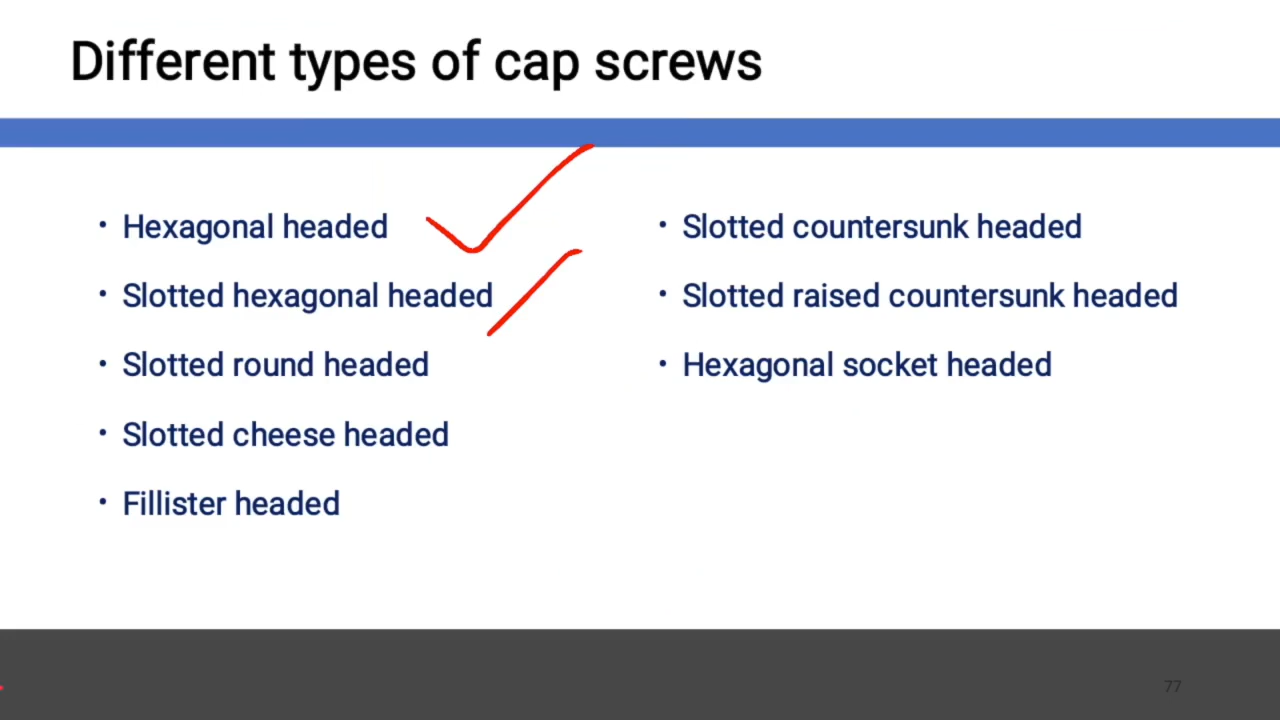 Different types of cap screws
• Hexagonal headed
• Slotted hexagonal headed
• Slotted round headed
• Slotted cheese headed
• Fillister headed
• Slotted countersunk headed
• Slotted raised countersunk headed
• Hexagonal socket headed
77